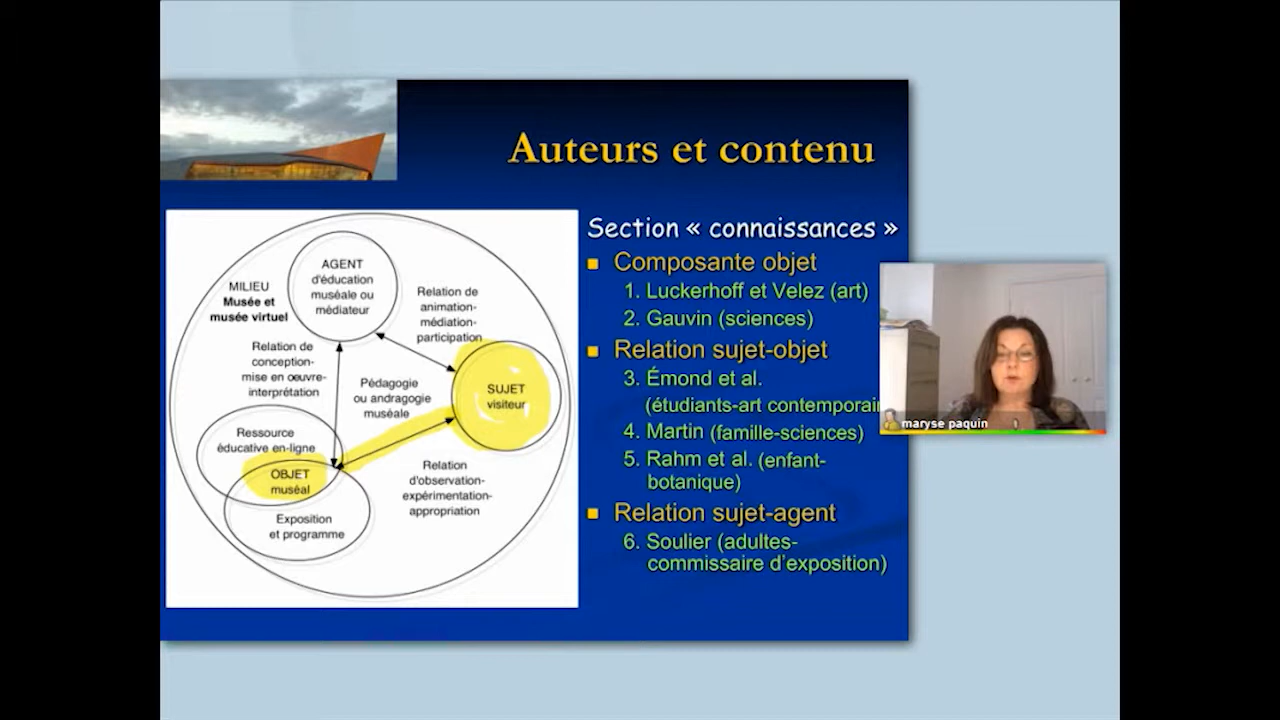 Auteurs et contenu
AGENT
d'éducation
muséale ou
médiateur
MILIEU
Musée et
musée virtuel
Relation de
animation-
médiation-
participation
Relation de
conception-
mise en oeuvre-
interprétation
Pédagogie
ou andragogie
muséale
SUJET
visiteur
Ressource
éducative en-ligne
OBJET
muséal
Relation
d'observation-
expérimentation-
appropriation
Exposition
et programme
Section « connaissances »
Composante objet
1. Luckerhoff et Velez (art)
2. Gauvin (sciences)
Relation sujet-objet
3. Émond et al.
(étudiants-art contemporain
4. Martin (famille-sciences)
5. Rahm et al. (enfant-
botanique)
Relation sujet-agent
6. Soulier (adultes-
commissaire d'exposition)
maryse paquin